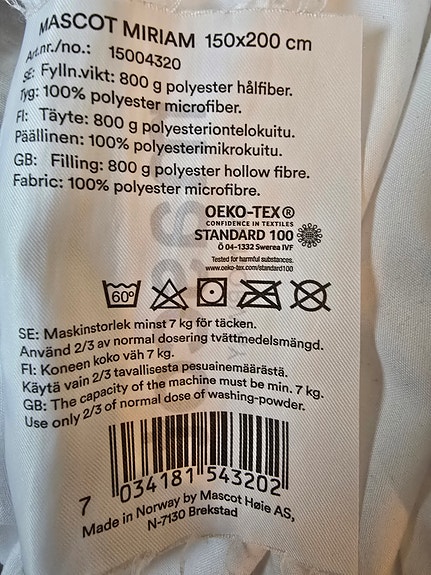 MASCOT MIRIAM 150x200 cm
Art.nr./no.: 15004320
SE: Fylln.vikt: 800 g polyester hålfiber.
Tyg: 100% polyester microfiber.
FI: Täyte: 800 g polyesteriontelokuitu.
Päällinen: 100% polyesterimikrokuitu.
GB: Filling: 800 g polyester hollow fibre.
Fabric: 100% polyester microfibre.
OEKO-TEX®
CONFIDENCE IN TEXTILES
STANDARD 100
Ö 04-1332 Swerea IVF
Tested for harmful substances.
www.oeko-tex.com/standard100
60°
SE: Maskinstorlek minst 7 kg för täcken.
Använd 2/3 av normal dosering tvättmedelsmängd.
FI: Koneen koko väh 7 kg.
Käytä vain 2/3 tavallisesta pesuainemäärästä.
GB: The capacity of the machine must be min. 7 kg.
Use only 2/3 of normal dose of washing-powder.
7 034181 543202
Made in Norway by Mascot Høie AS,
N-7130 Brekstad